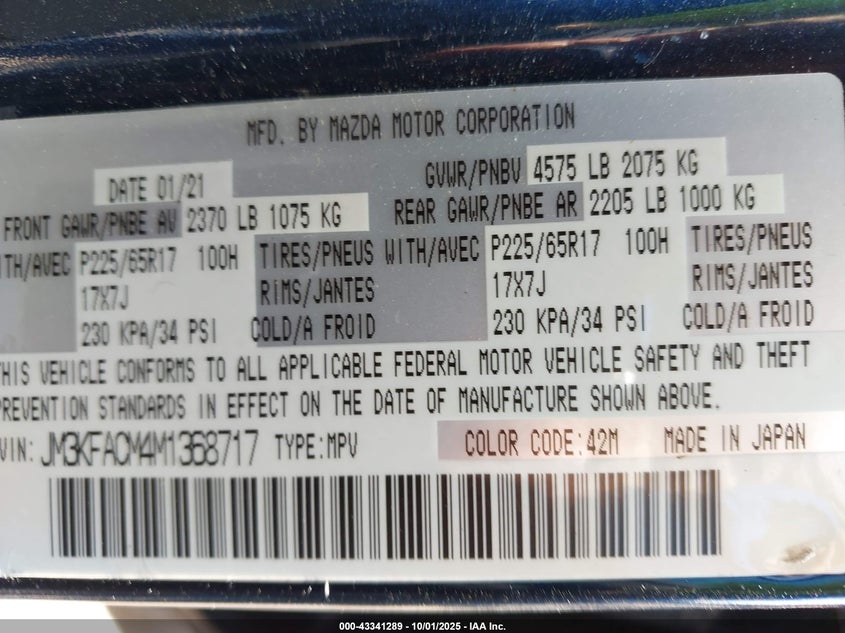 MFD. BY MAZDA MOTOR CORPORATION
DATE 01/21 GVWR/PNBV 4575 LB 2075 KG
FRONT GAWR/PNBE AV 2370 LB 1075 KG REAR GAWR/PNBE AR 2205 LB 1000 KG
ITH/AVEC P225/65R17 100H TIRES/PNEUS WITH/AVEC P225/65R17 100H TIRES/PNEUS
17X7J RIMS/JANTES 17X7J RIMS/JANTES
230 KPA/34 PSI COLD/A FROID 230 KPA/34 PSI COLD/A FROID
THIS VEHICLE CONFORMS TO ALL APPLICABLE FEDERAL MOTOR VEHICLE SAFETY AND THEFT
PREVENTION STANDARDS IN EFFECT ON THE DATE OF MANUFACTURE SHOWN ABOVE.
VIN: JM3KFACM4M1368717 TYPE:MPV COLOR CODE:42M MADE IN JAPAN
000-43341289 - 10/01/2025 - IAA Inc.